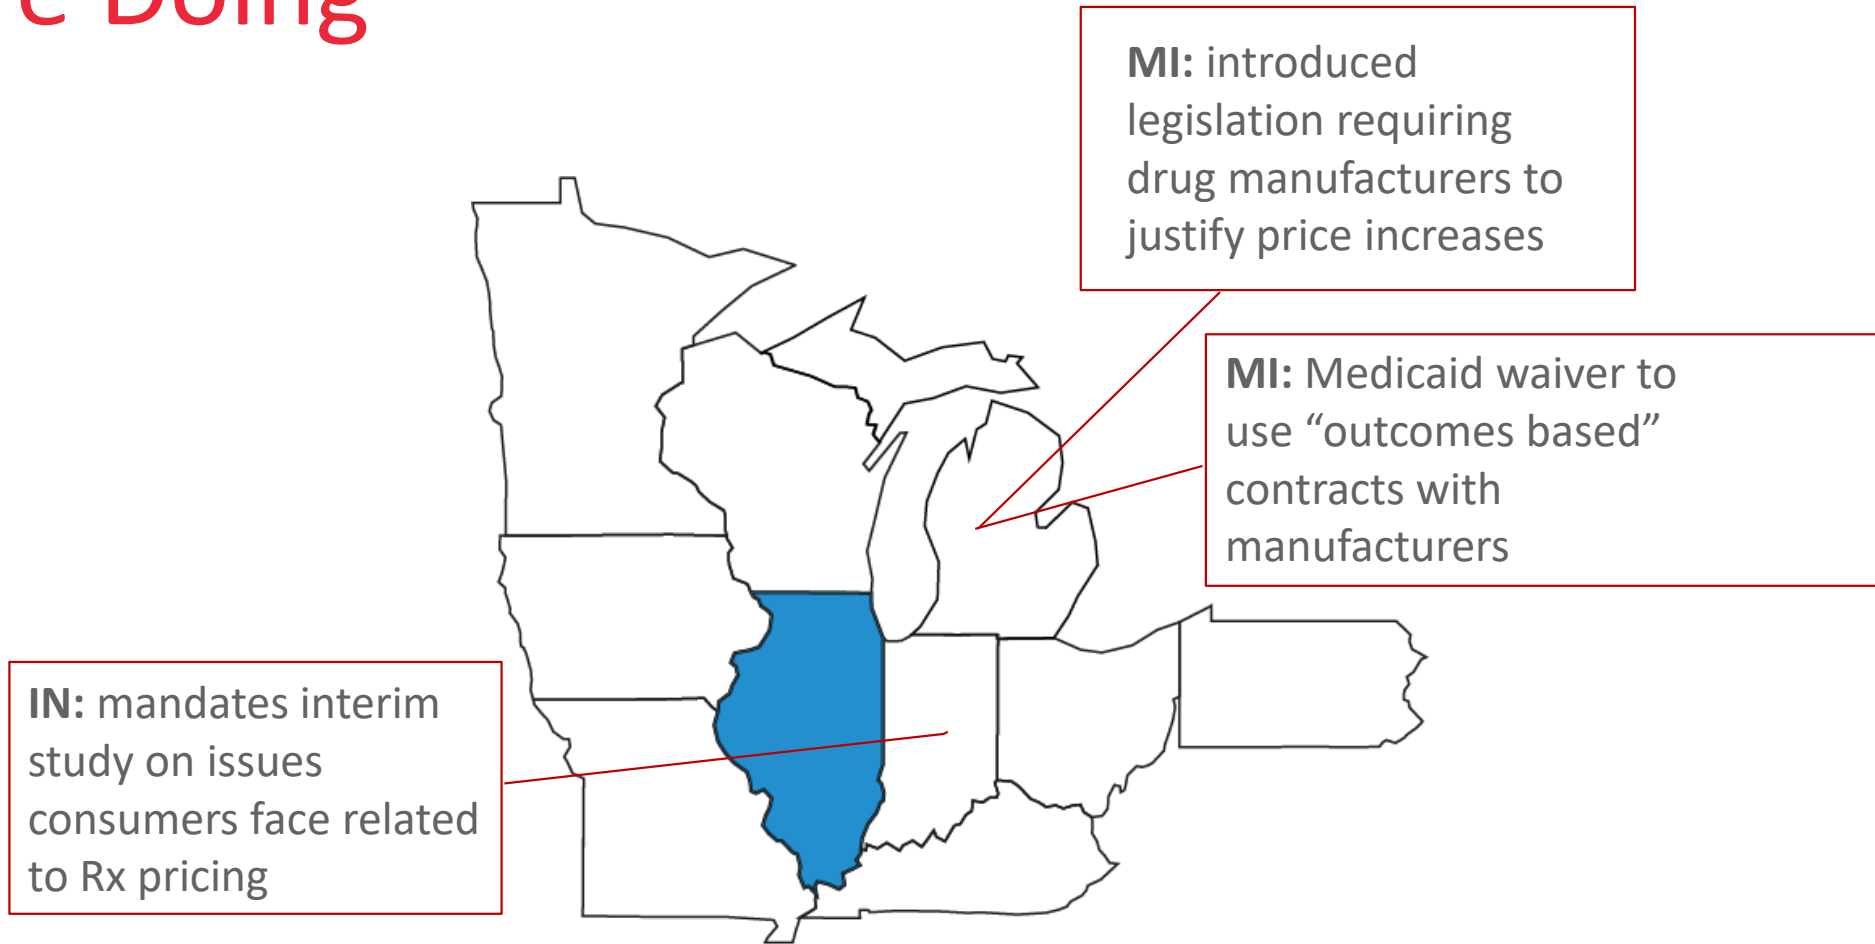 e Doing
MI: introduced
legislation requiring
drug manufacturers to
justify price increases
MI: Medicaid waiver to
use “outcomes based”
contracts with
manufacturers
IN: mandates interim
study on issues
consumers face related
to Rx pricing